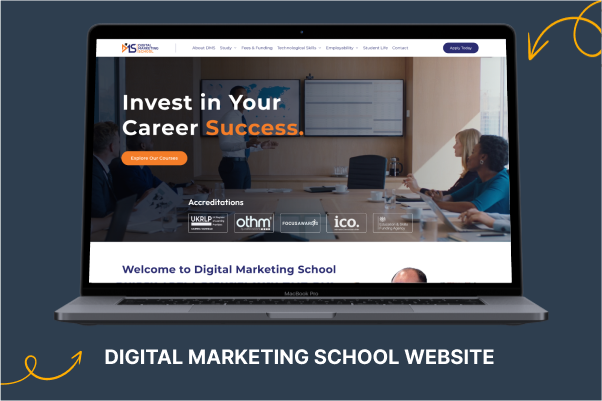 DMS DIGITAL
MARKETING
SCHOOL
About DMS Study Fees & Funding Technological Skills Employability Student Life Contact
Apply Today
Invest in Your
Career Success.
Explore Our Courses
Accreditations
UKRLP
othm
FOCUSAWARDS
ico.
Welcome to Digital Marketing School
MacBook Pro
DIGITAL MARKETING SCHOOL WEBSITE